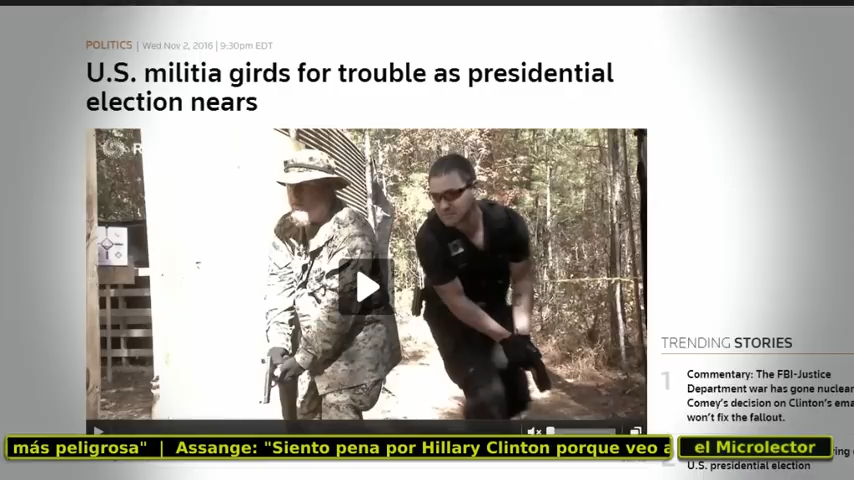 POLITICS | Wed Nov 2, 2016 | 9:30pm EDT
U.S. militia girds for trouble as presidential
election nears
TRENDING STORIES
1
Commentary: The FBI-Justice
Department war has gone nuclear
Comey's decision on Clinton's ema
won't fix the fallout.
más peligrosa" | Assange: "Siento pena por Hillary Clinton porque veo a
el Microlector
U.S. presidential election